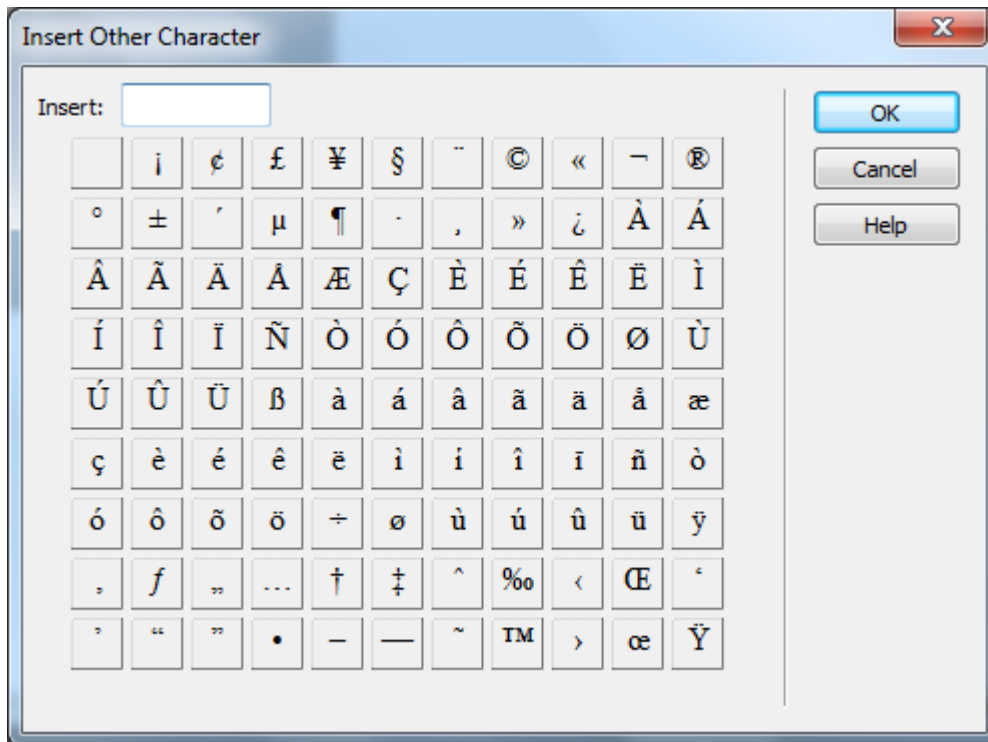 Insert Other Character
Insert:
¡ ¢ £ ¥ § ¨ © « ¬ ®
° ± ´ µ ¶ · ¸ » ¿ À Á
Â Ã Ä Å Æ Ç È É Ê Ë Ì
Í Î Ï Ñ Ò Ó Ô Õ Ö Ø Ù
Ú Û Ü ß à á â ã ä å æ
ç è é ê ë ì í î ï ñ ò
ó ô õ ö ÷ ø ù ú û ü ÿ
‚ ƒ „ … † ‡ ˆ ‰ ‹ Œ ‘
’ “ ” • – — ˜ ™ › œ Ÿ
OK
Cancel
Help